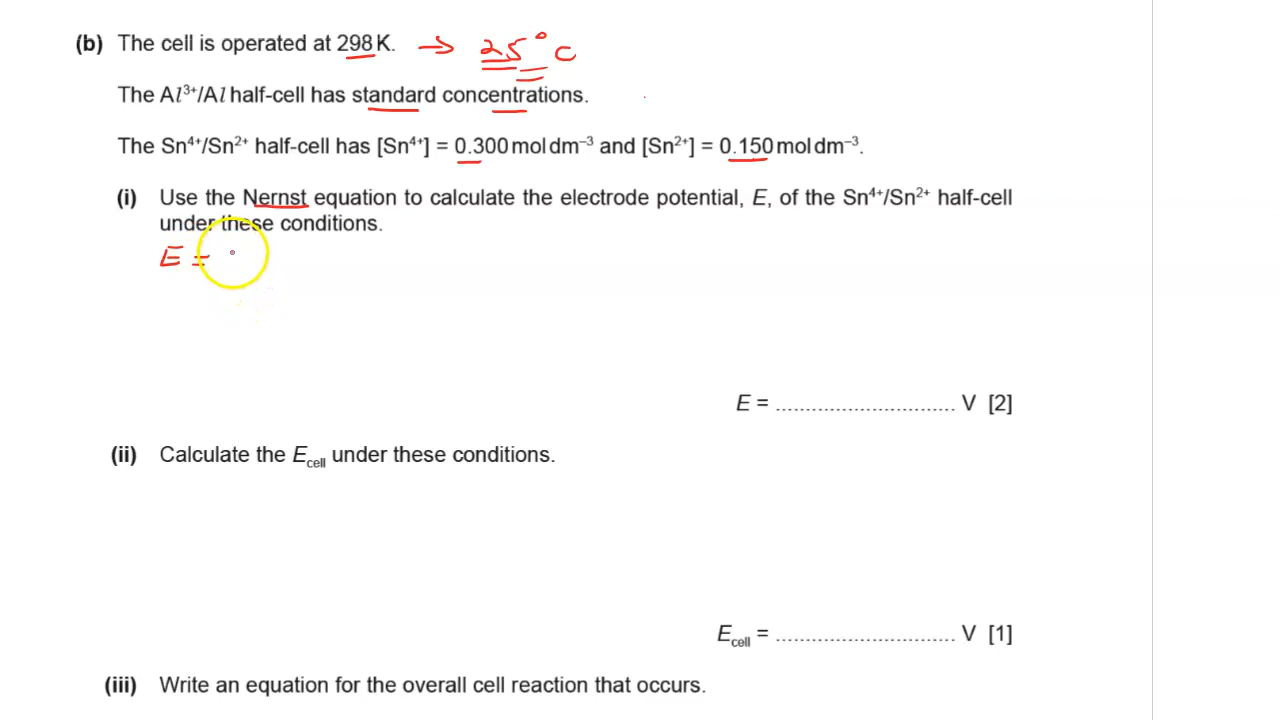 (b) The cell is operated at 298 K. → 25°C
The Al³⁺/Al half-cell has standard concentrations.
The Sn⁴⁺/Sn²⁺ half-cell has [Sn⁴⁺] = 0.300 mol dm⁻³ and [Sn²⁺] = 0.150 mol dm⁻³.
(i) Use the Nernst equation to calculate the electrode potential, E, of the Sn⁴⁺/Sn²⁺ half-cell
under these conditions.
E =
E = .............................. V [2]
(ii) Calculate the E_cell under these conditions.
E_cell = .............................. V [1]
(iii) Write an equation for the overall cell reaction that occurs.